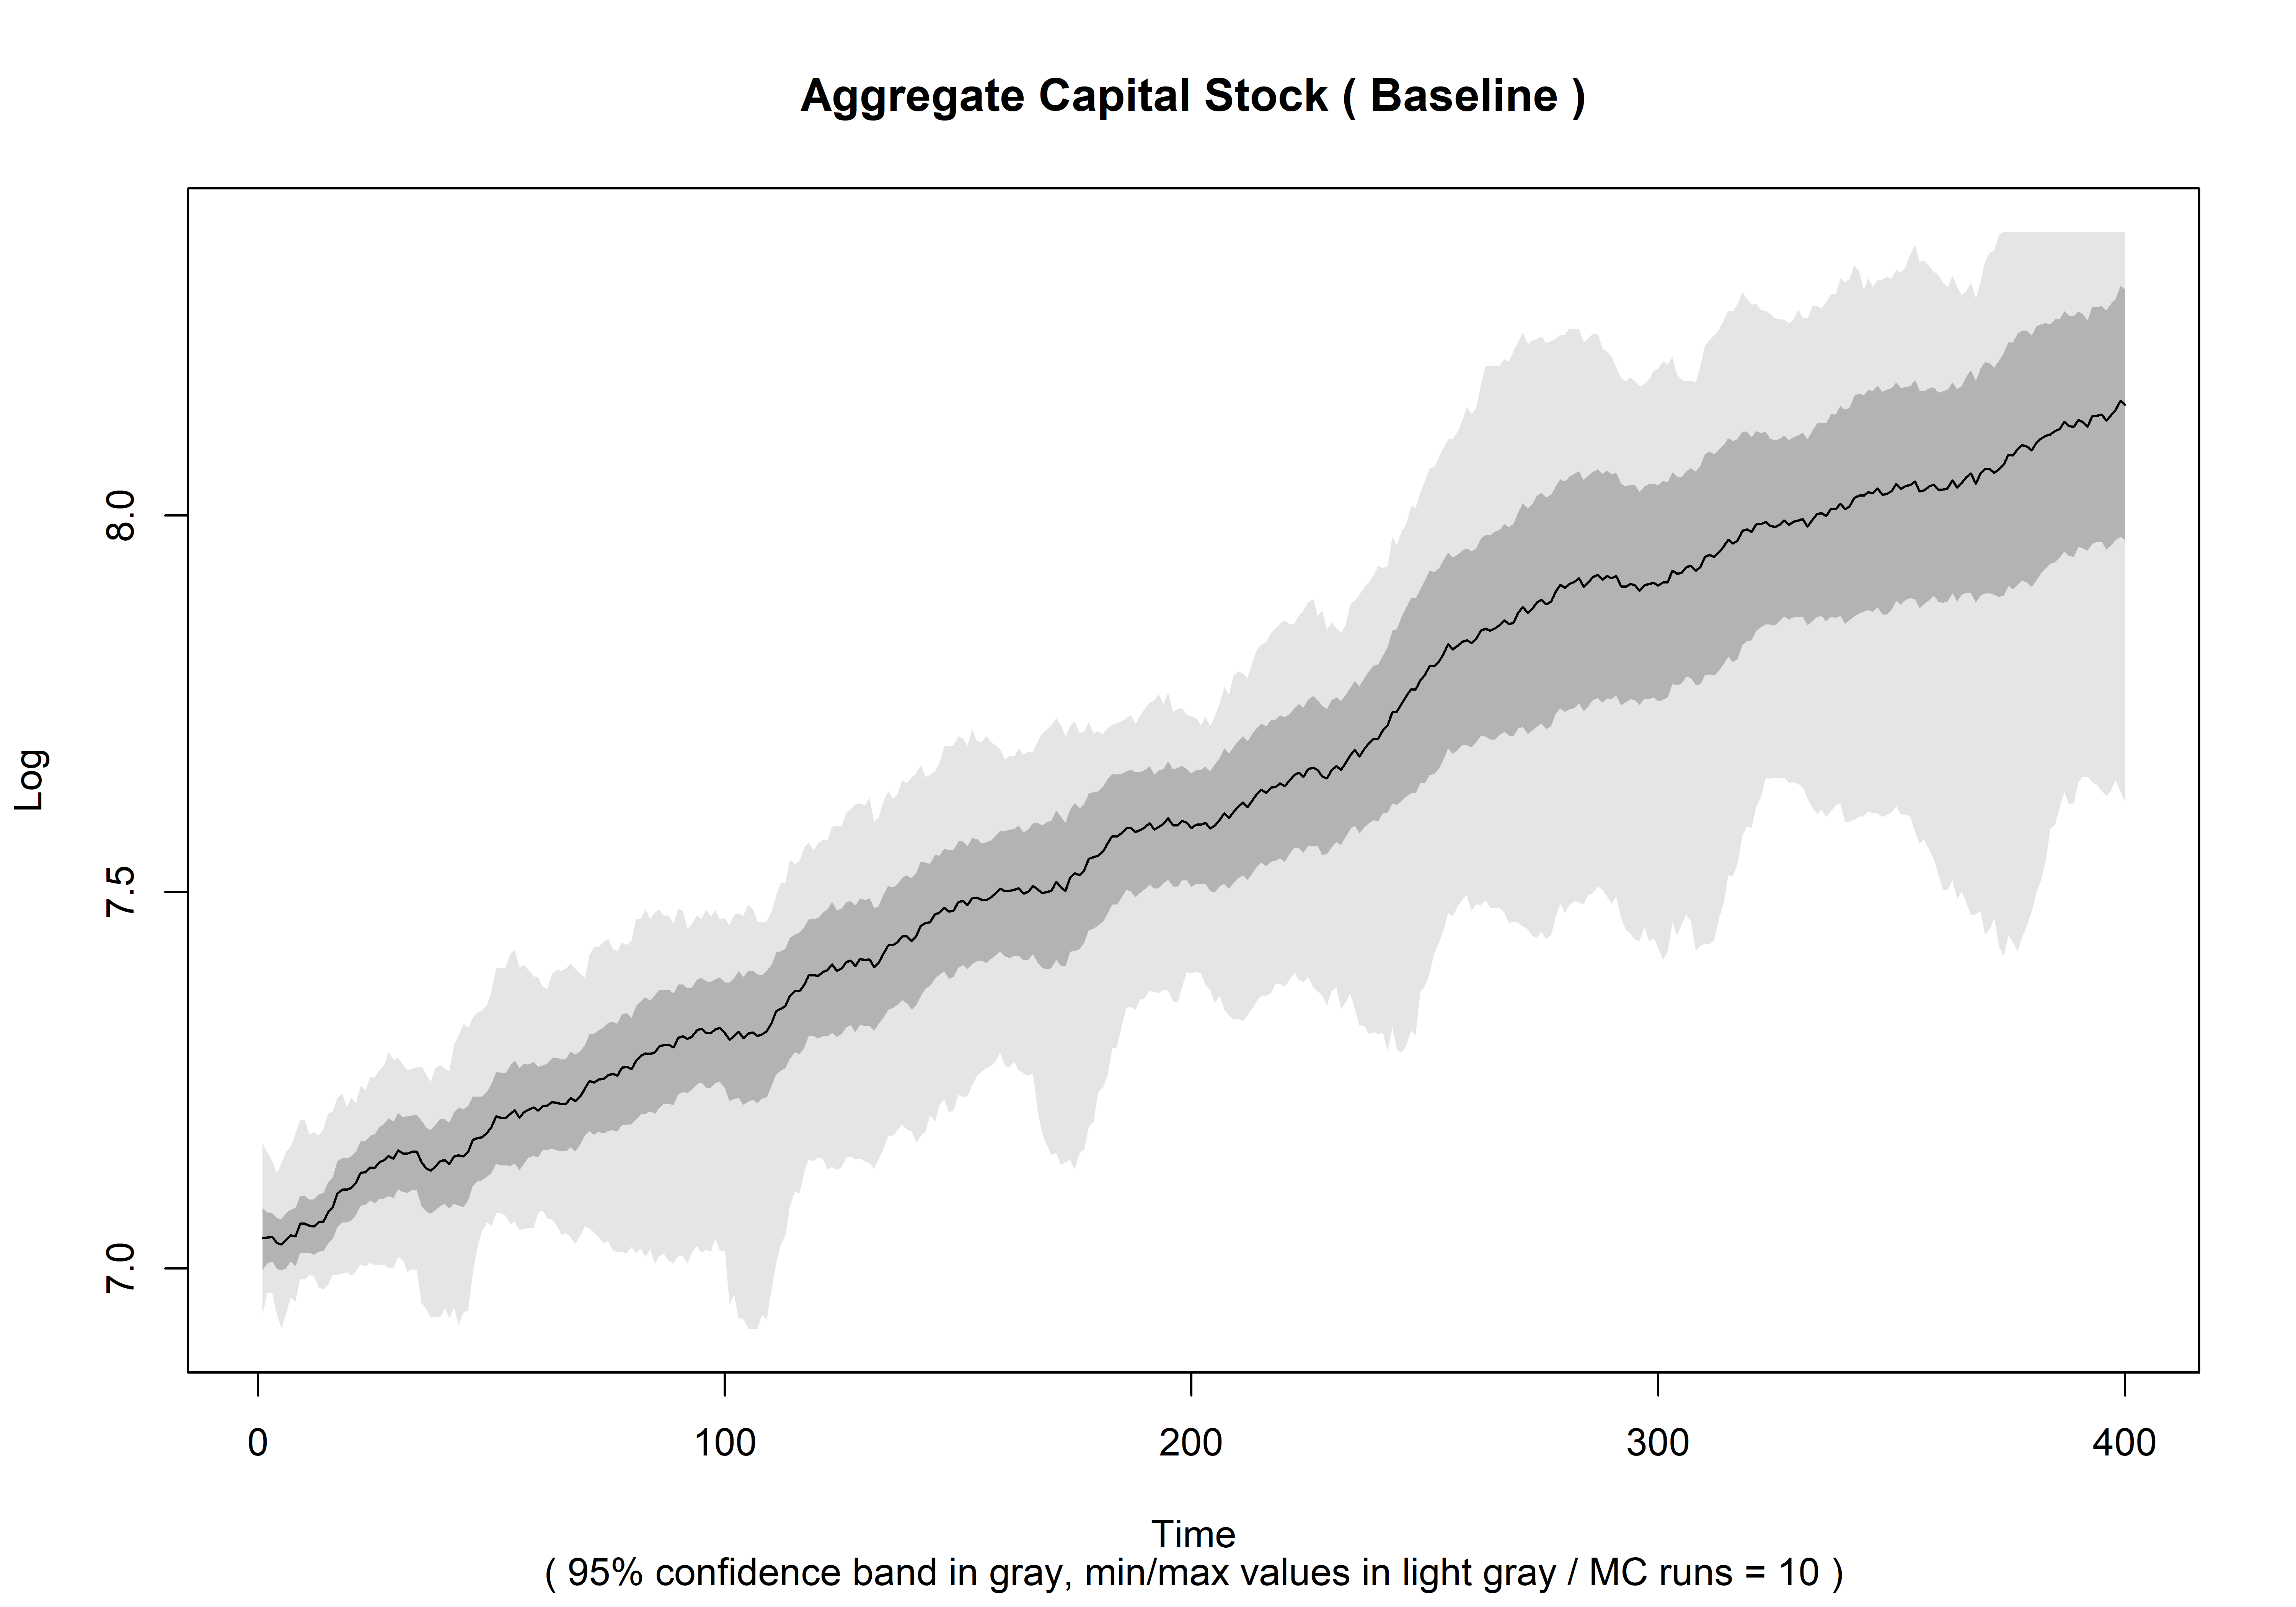 Aggregate Capital Stock ( Baseline )
Log
8.0
7.5
7.0
0 100 200 300 400
Time
( 95% confidence band in gray, min/max values in light gray / MC runs = 10 )